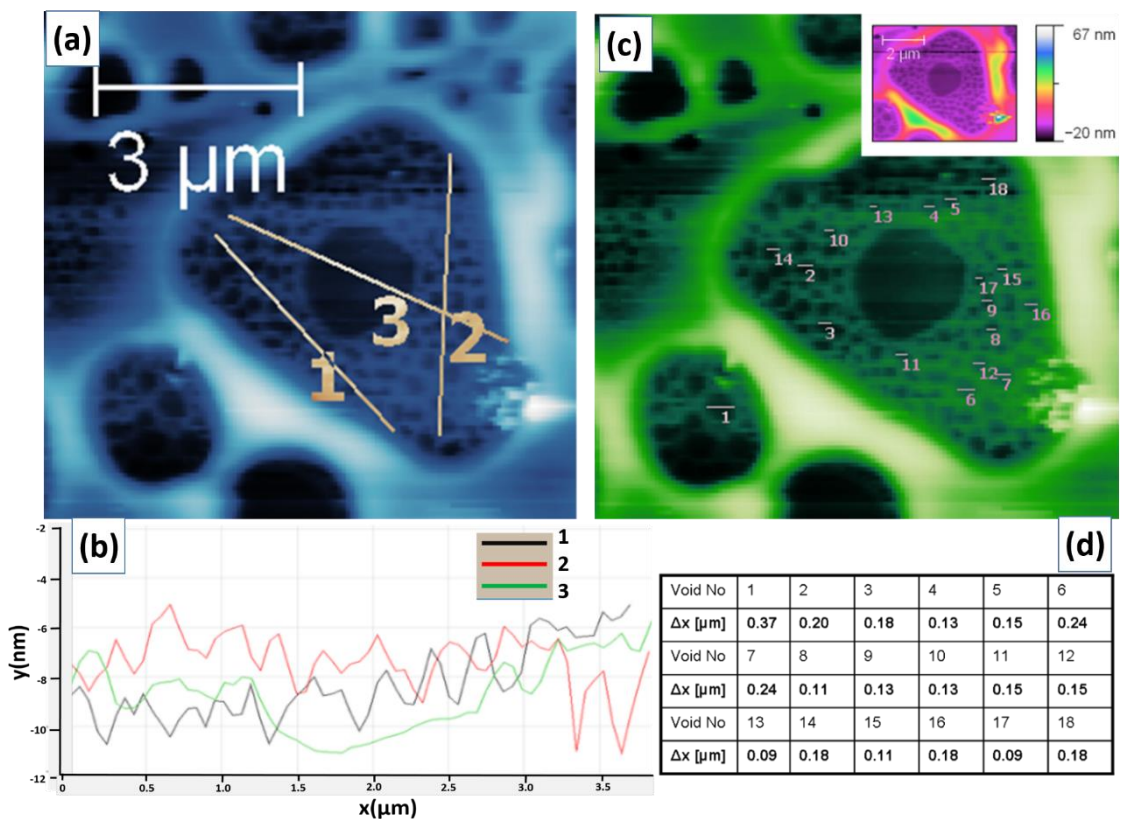 (a)
3 μm
1
2
3
(c)
2 μm
67 nm
−20 nm
18
13
4
5
10
14
2
15
17
9
16
3
8
11
12
7
6
1
(b)
1
2
3
-2
-4
-6
-8
-10
-12
y(nm)
0
0.5
1.0
1.5
2.0
2.5
3.0
3.5
x(μm)
(d)
Void No 1 2 3 4 5 6
Δx [μm] 0.37 0.20 0.18 0.13 0.15 0.24
Void No 7 8 9 10 11 12
Δx [μm] 0.24 0.11 0.13 0.13 0.15 0.15
Void No 13 14 15 16 17 18
Δx [μm] 0.09 0.18 0.11 0.18 0.09 0.18